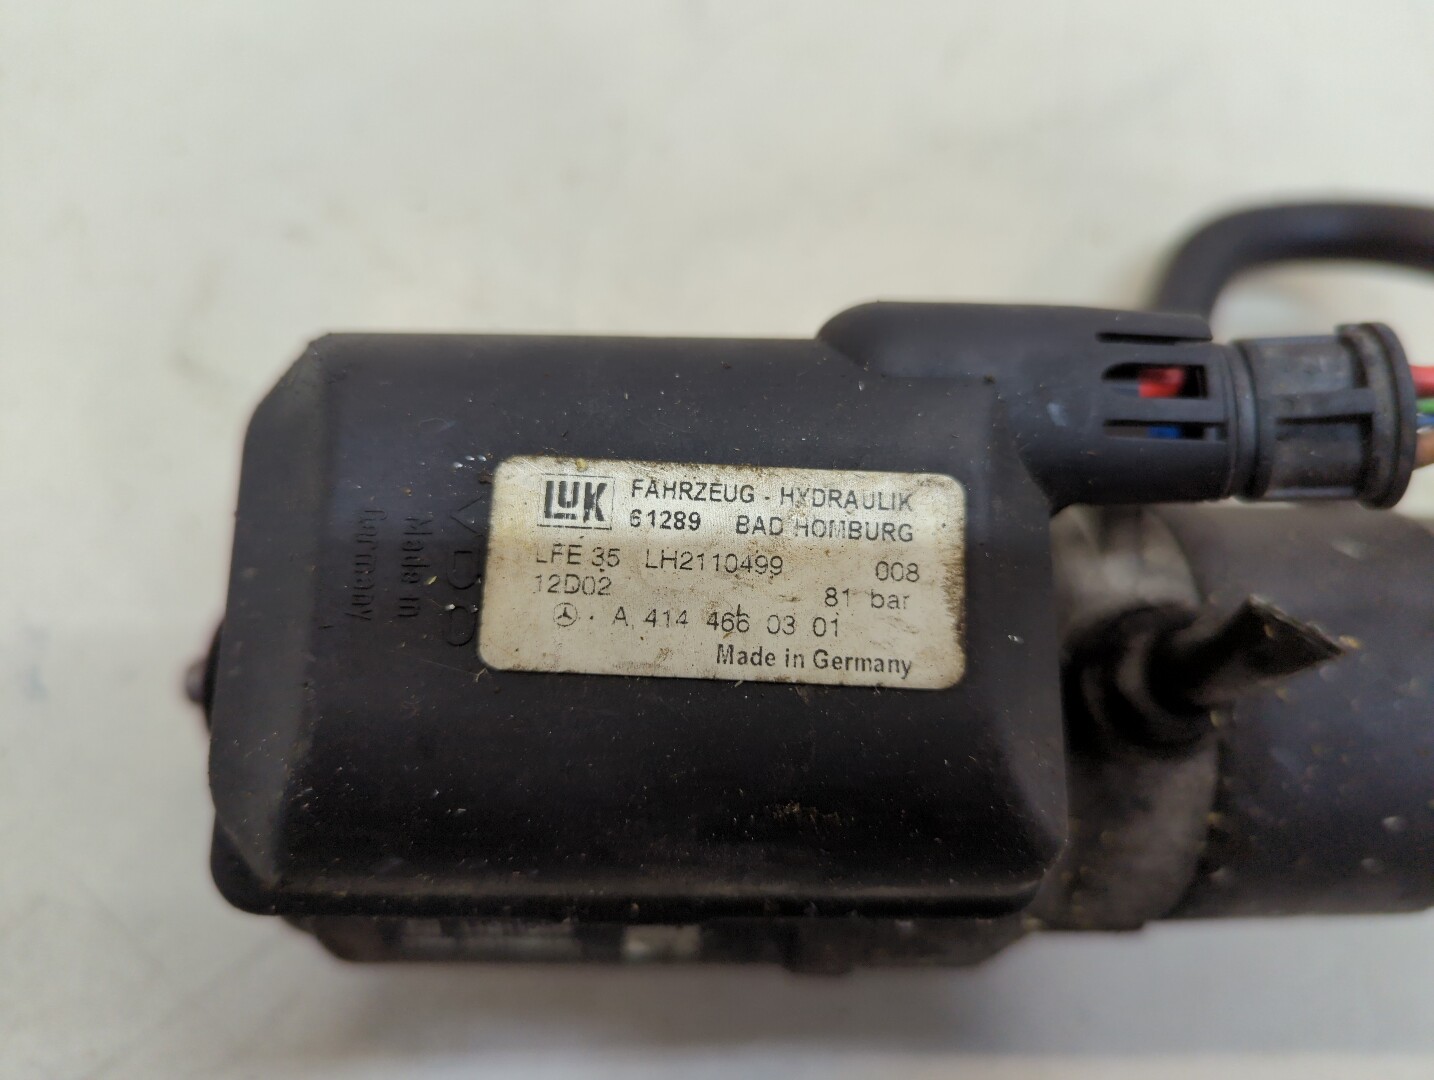 LuK FAHRZEUG - HYDRAULIK
61289 BAD HOMBURG
LFE 35 LH2110499 008
12D02 81 bar
A 414 466 03 01
Made in Germany
Made in
Germany